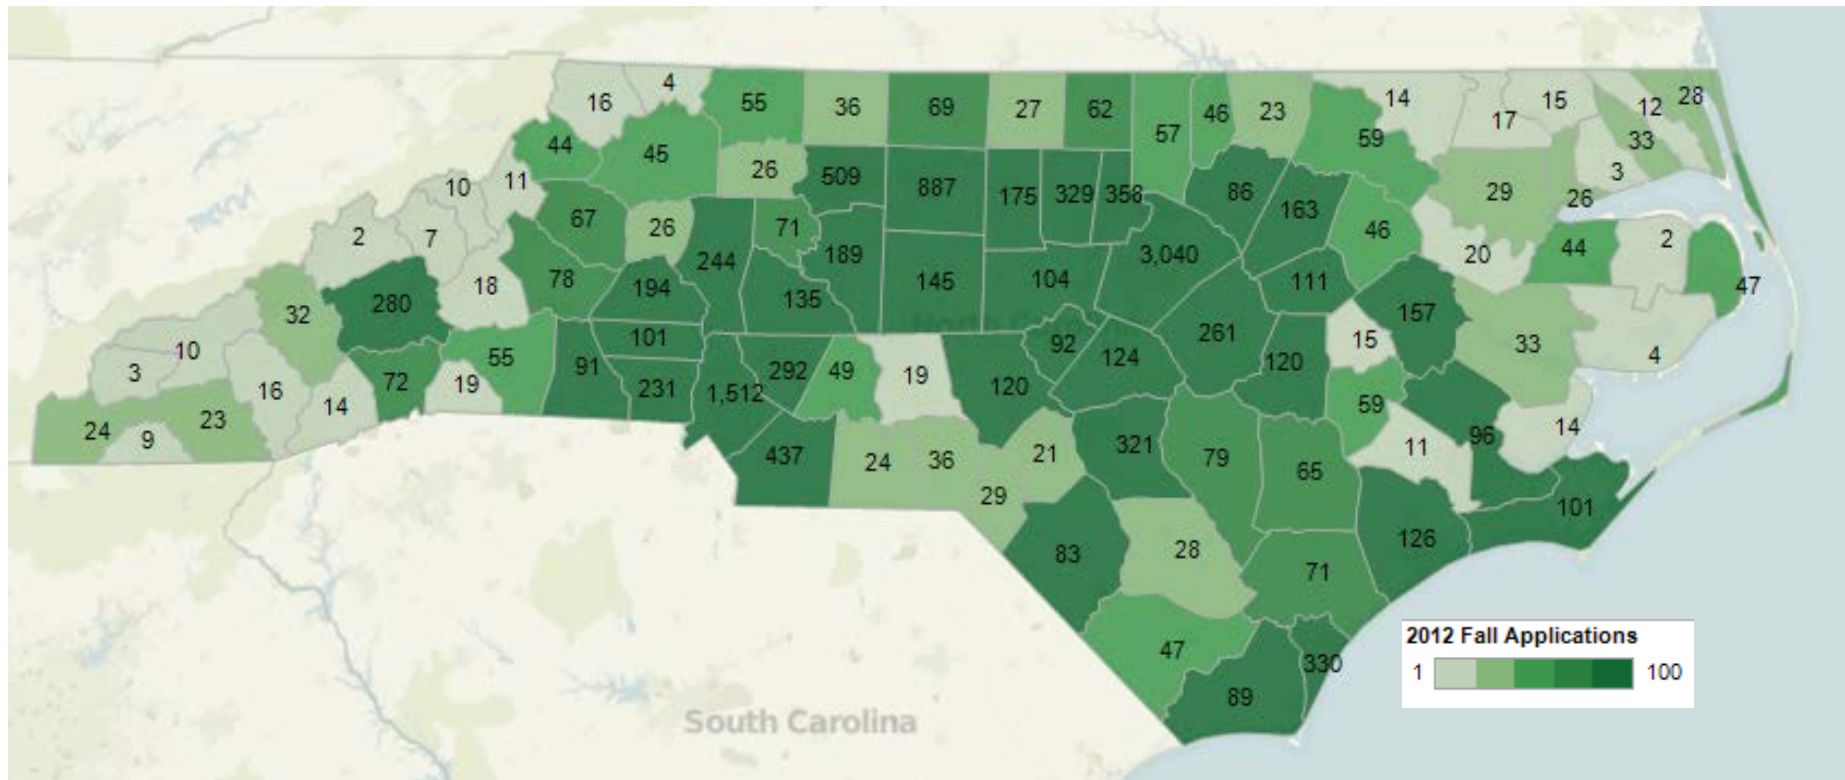 16 4 55 36 69 27 62 57 46 23 14 17 15 12 28
44 45 26 509 887 175 329 358 86 163 59 29 3 33
10 11 67 26 244 71 189 145 104 3,040 46 20 26 44 2 47
2 7 18 78 194 135 111 157
32 280 101 261 15 33 4
10 55 91 231 1,512 292 49 19 120 92 124 120 59 96 14
3 16 14 72 19
24 9 23 437 24 36 29 21 321 79 65 11 101
83 28 71 126
2012 Fall Applications
1 100
47 330
89
South Carolina